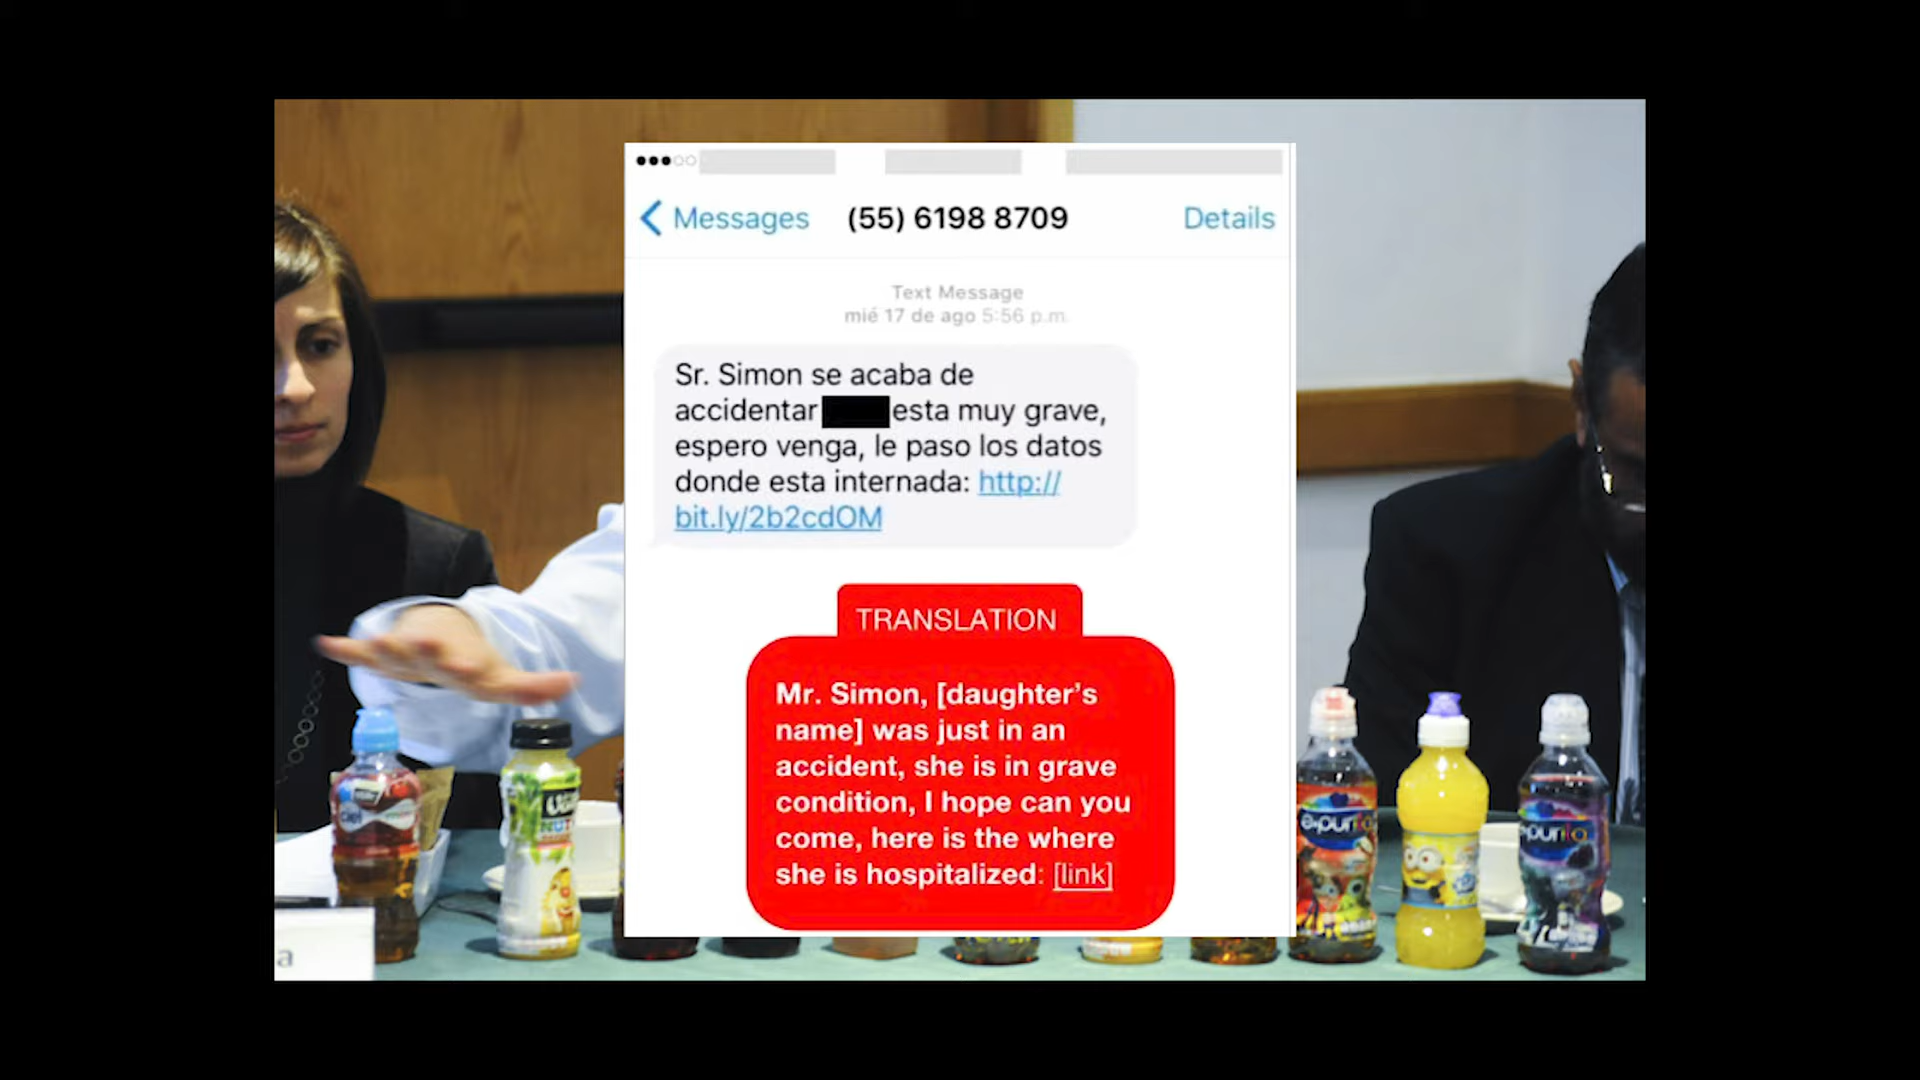 Messages
(55) 6198 8709
Details
Text Message
mié 17 de ago 5:56 p.m.
Sr. Simon se acaba de
accidentar esta muy grave,
espero venga, le paso los datos
donde esta internada: http://
bit.ly/2b2cdOM
TRANSLATION
Mr. Simon, [daughter's
name] was just in an
accident, she is in grave
condition, I hope can you
come, here is the where
she is hospitalized: [link]
ciel
e·pura
a